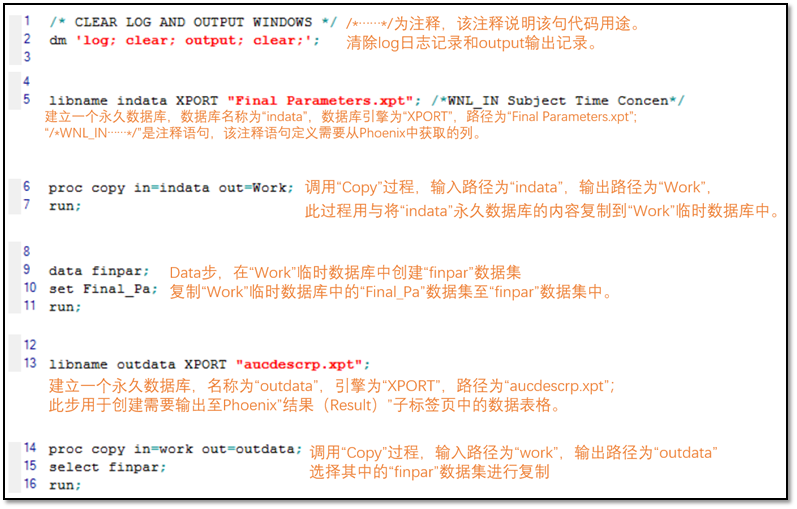 1 /* CLEAR LOG AND OUTPUT WINDOWS */ /*……*/为注释，该注释说明该句代码用途。
2 dm 'log; clear; output; clear;'; 清除log日志记录和output输出记录。
3
4
5 libname indata XPORT "Final Parameters.xpt"; /*WNL_IN Subject Time Concen*/
建立一个永久数据库，数据库名称为“indata”，数据库引擎为“XPORT”，路径为“Final Parameters.xpt”；
“/*WNL_IN……*/”是注释语句，该注释语句定义需要从Phoenix中获取的列。
6 proc copy in=indata out=Work; 调用“Copy”过程，输入路径为“indata”，输出路径为“Work”，
7 run; 此过程用与将“indata”永久数据库的内容复制到“Work”临时数据库中。
8
9 data finpar; Data步，在“Work”临时数据库中创建“finpar”数据集
10 set Final_Pa; 复制“Work”临时数据库中的“Final_Pa”数据集至“finpar”数据集中。
11 run;
12
13 libname outdata XPORT "aucdescrp.xpt";
建立一个永久数据库，名称为“outdata”，引擎为“XPORT”，路径为“aucdescrp.xpt”；
此步用于创建需要输出至Phoenix”结果（Result）”子标签页中的数据表格。
14 proc copy in=work out=outdata; 调用“Copy”过程，输入路径为“work”，输出路径为“outdata”
15 select finpar; 选择其中的“finpar”数据集进行复制
16 run;